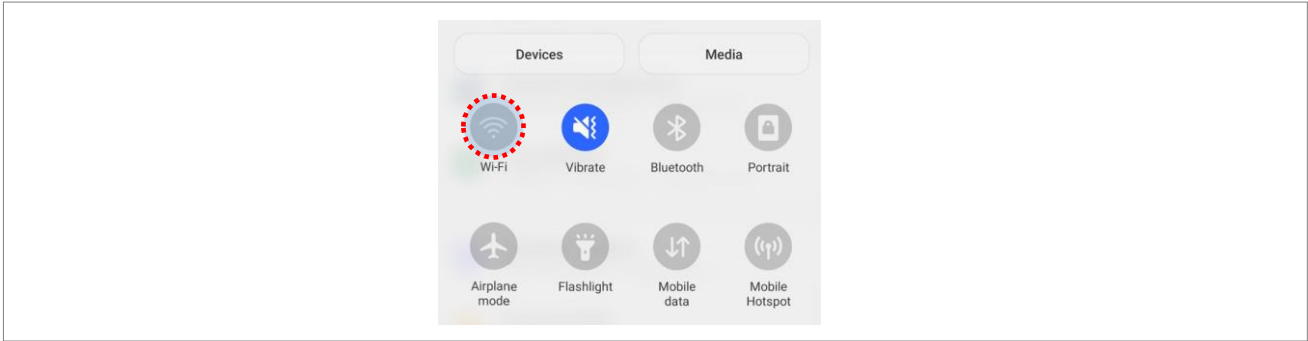 Devices Media
Wi-Fi Vibrate Bluetooth Portrait
Airplane mode Flashlight Mobile data Mobile Hotspot